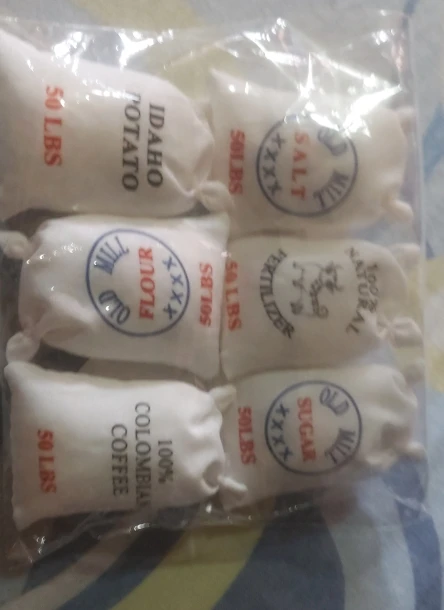 IDAHO
POTATO
50 LBS
OLD MILL
SALT
XXXX
50LBS
OLD MILL
FLOUR
XXXX
50LBS
100%
NATURAL
FERTILIZER
50LBS
100%
COLOMBIAN
COFFEE
50 LBS
OLD MILL
SUGAR
XXXX
50LBS